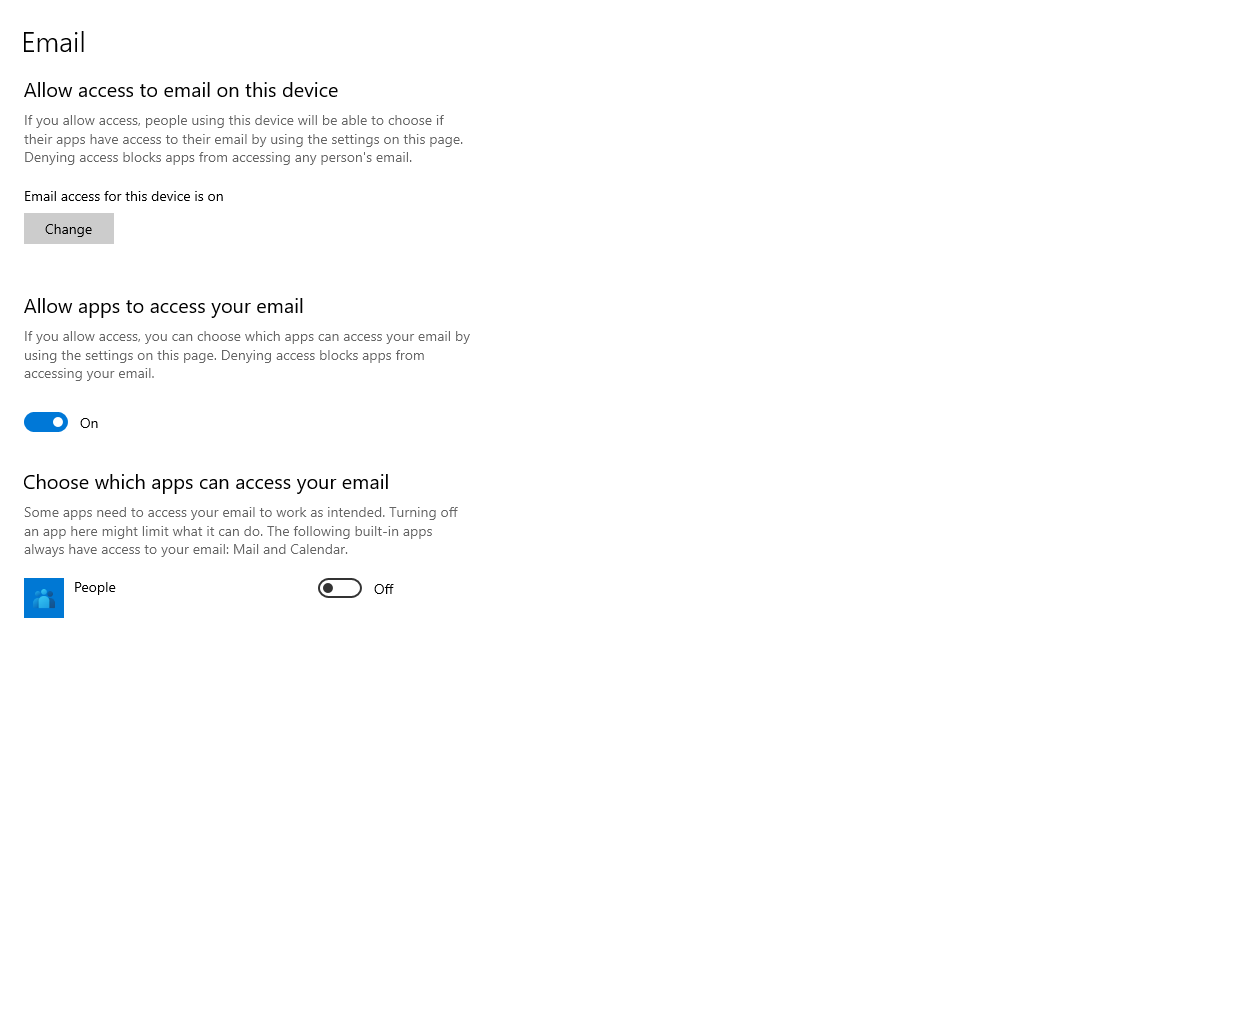 Email
Allow access to email on this device
If you allow access, people using this device will be able to choose if
their apps have access to their email by using the settings on this page.
Denying access blocks apps from accessing any person's email.
Email access for this device is on
Change
Allow apps to access your email
If you allow access, you can choose which apps can access your email by
using the settings on this page. Denying access blocks apps from
accessing your email.
On
Choose which apps can access your email
Some apps need to access your email to work as intended. Turning off
an app here might limit what it can do. The following built-in apps
always have access to your email: Mail and Calendar.
People
Off